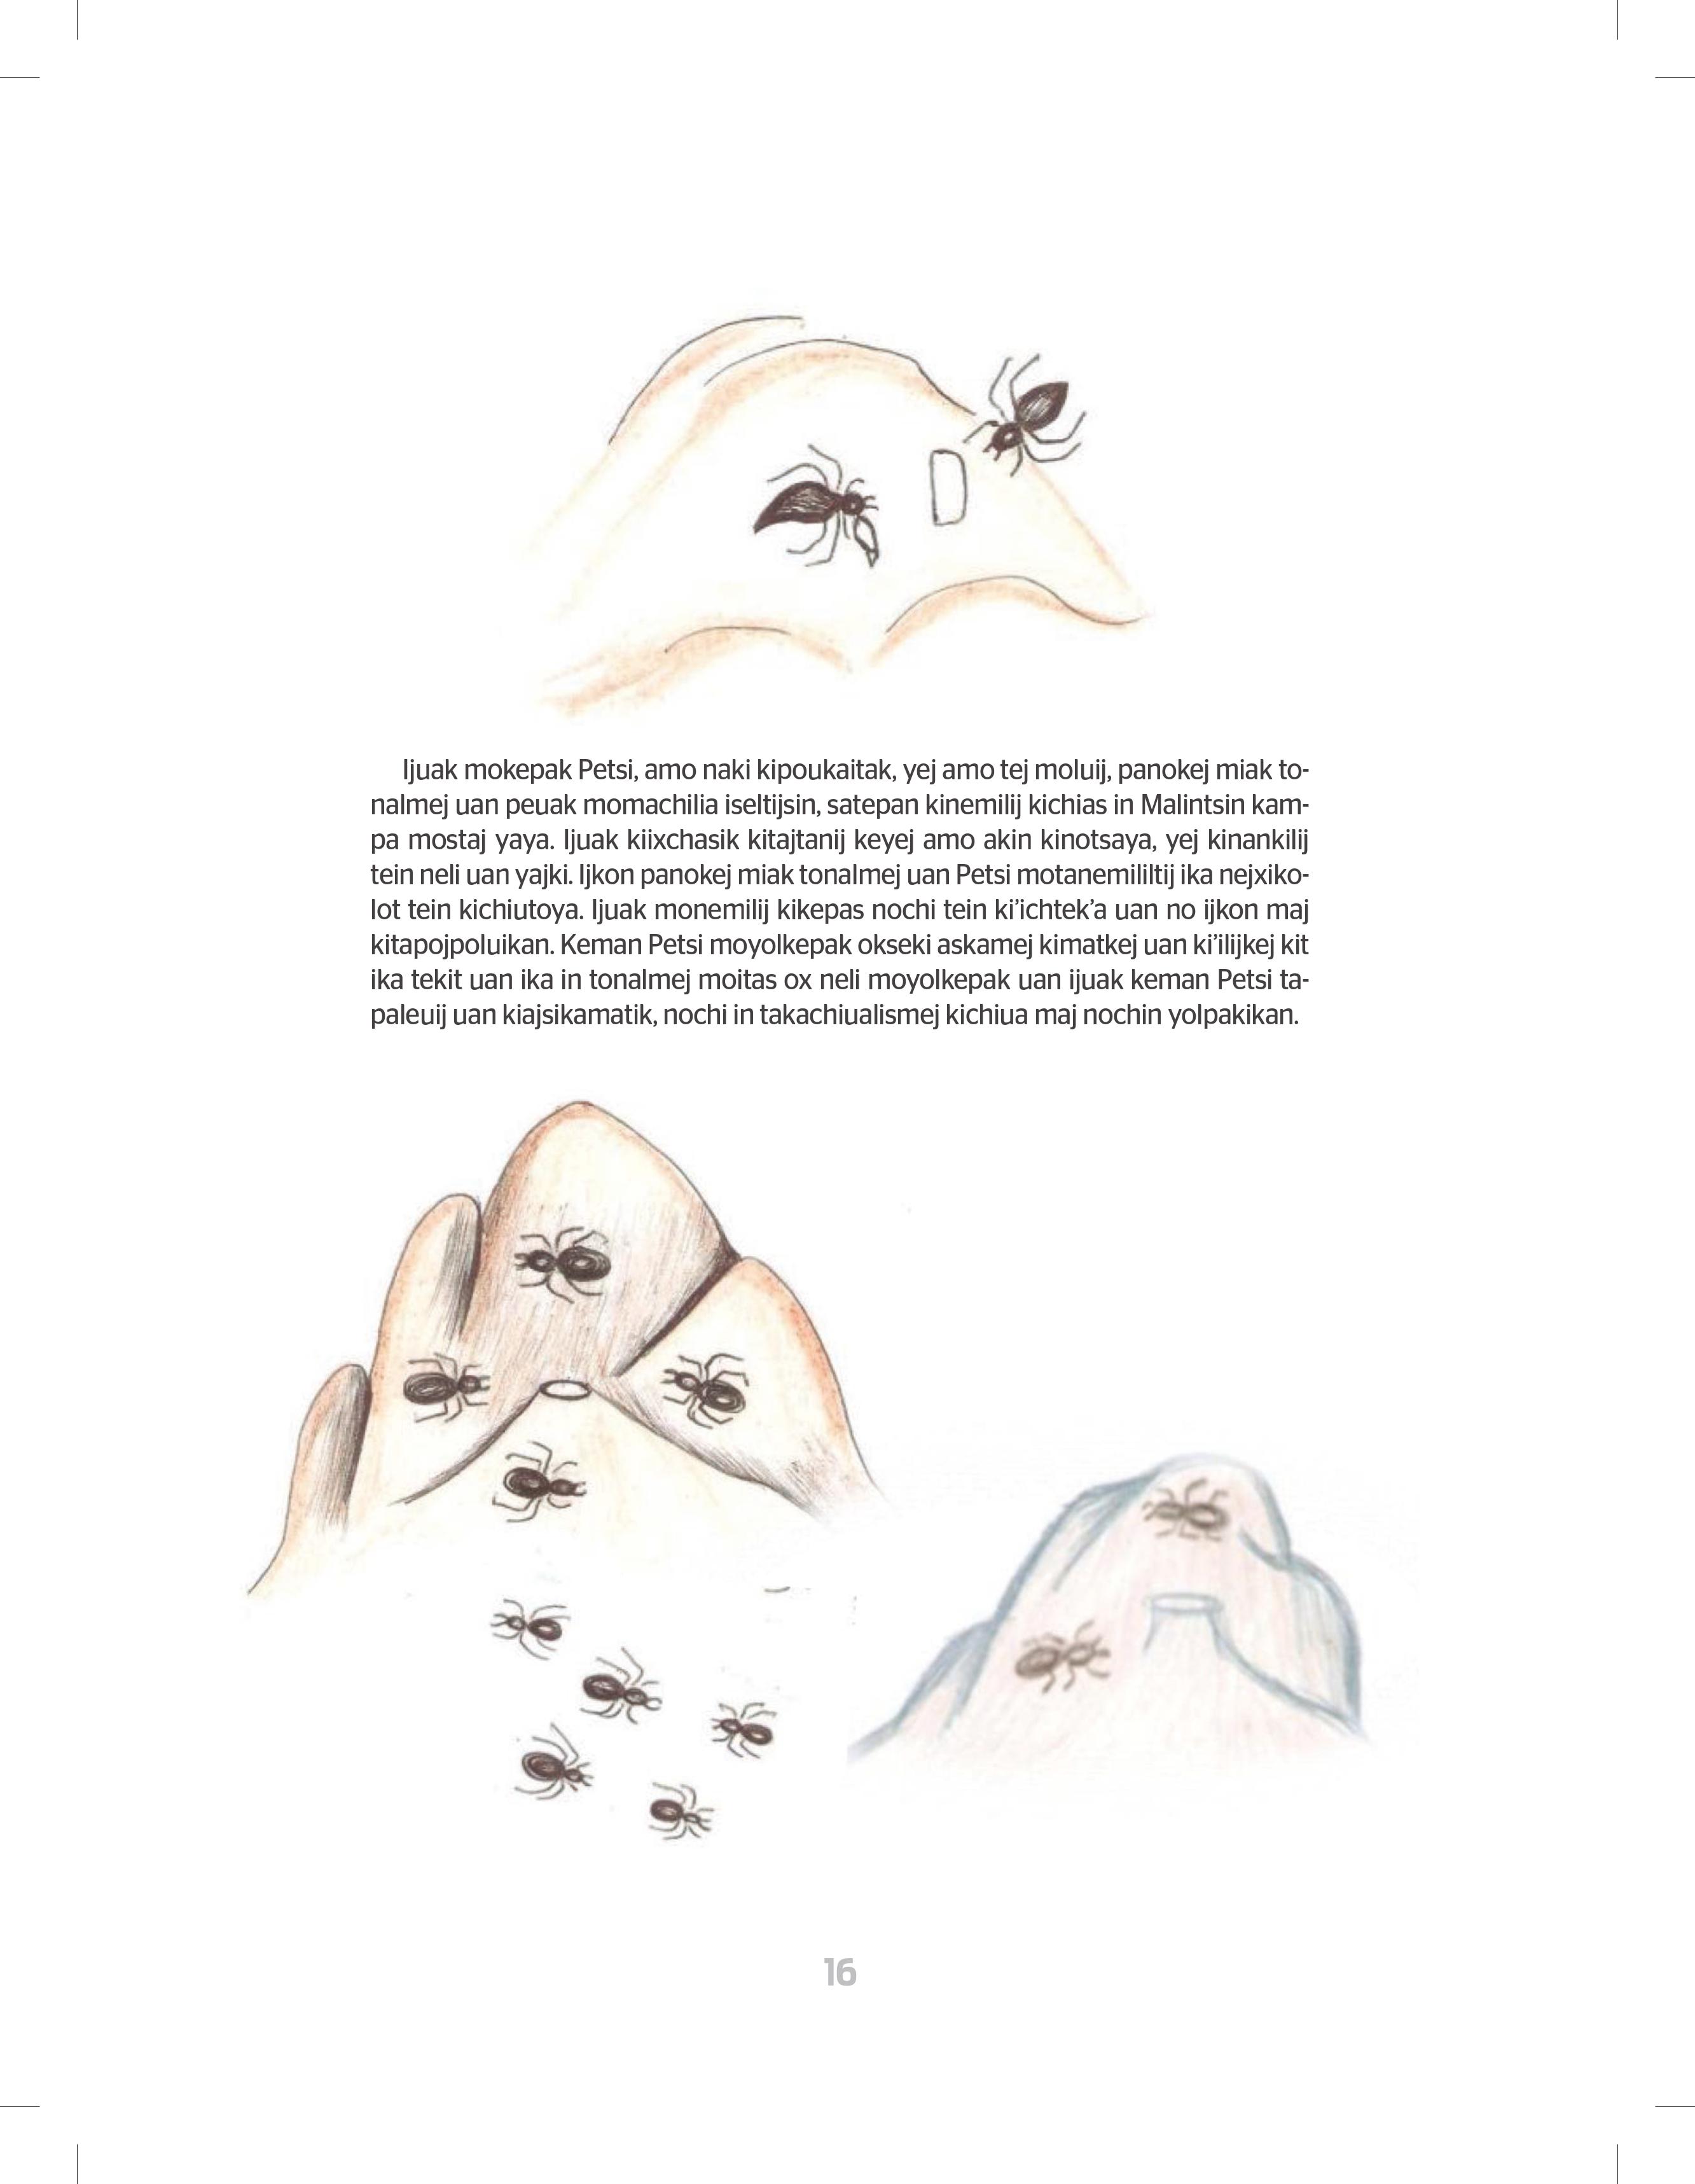 Ijuak mokepak Petsi, amo naki kipoukaitak, yej amo tej moluij, panokej miak to-
nalmej uan peuak momachilia iseltijsin, satepan kinemilij kichias in Malintsin kam-
pa mostaj yaya. Ijuak kiixchasik kitajtanij keyej amo akin kinotsaya, yej kinankilij
tein neli uan yajki. Ijkon panokej miak tonalmej uan Petsi motanemililtij ika nejxiko-
lot tein kichiutoya. Ijuak monemilij kikepas nochi tein ki’ichtek’a uan no ijkon maj
kitapojpoluikan. Keman Petsi moyolkepak okseki askamej kimatkej uan ki’ilijkej kit
ika tekit uan ika in tonalmej moitas ox neli moyolkepak uan ijuak keman Petsi ta-
paleuij uan kiajsikamatik, nochi in takachiualismej kichiua maj nochin yolpakikan.
16